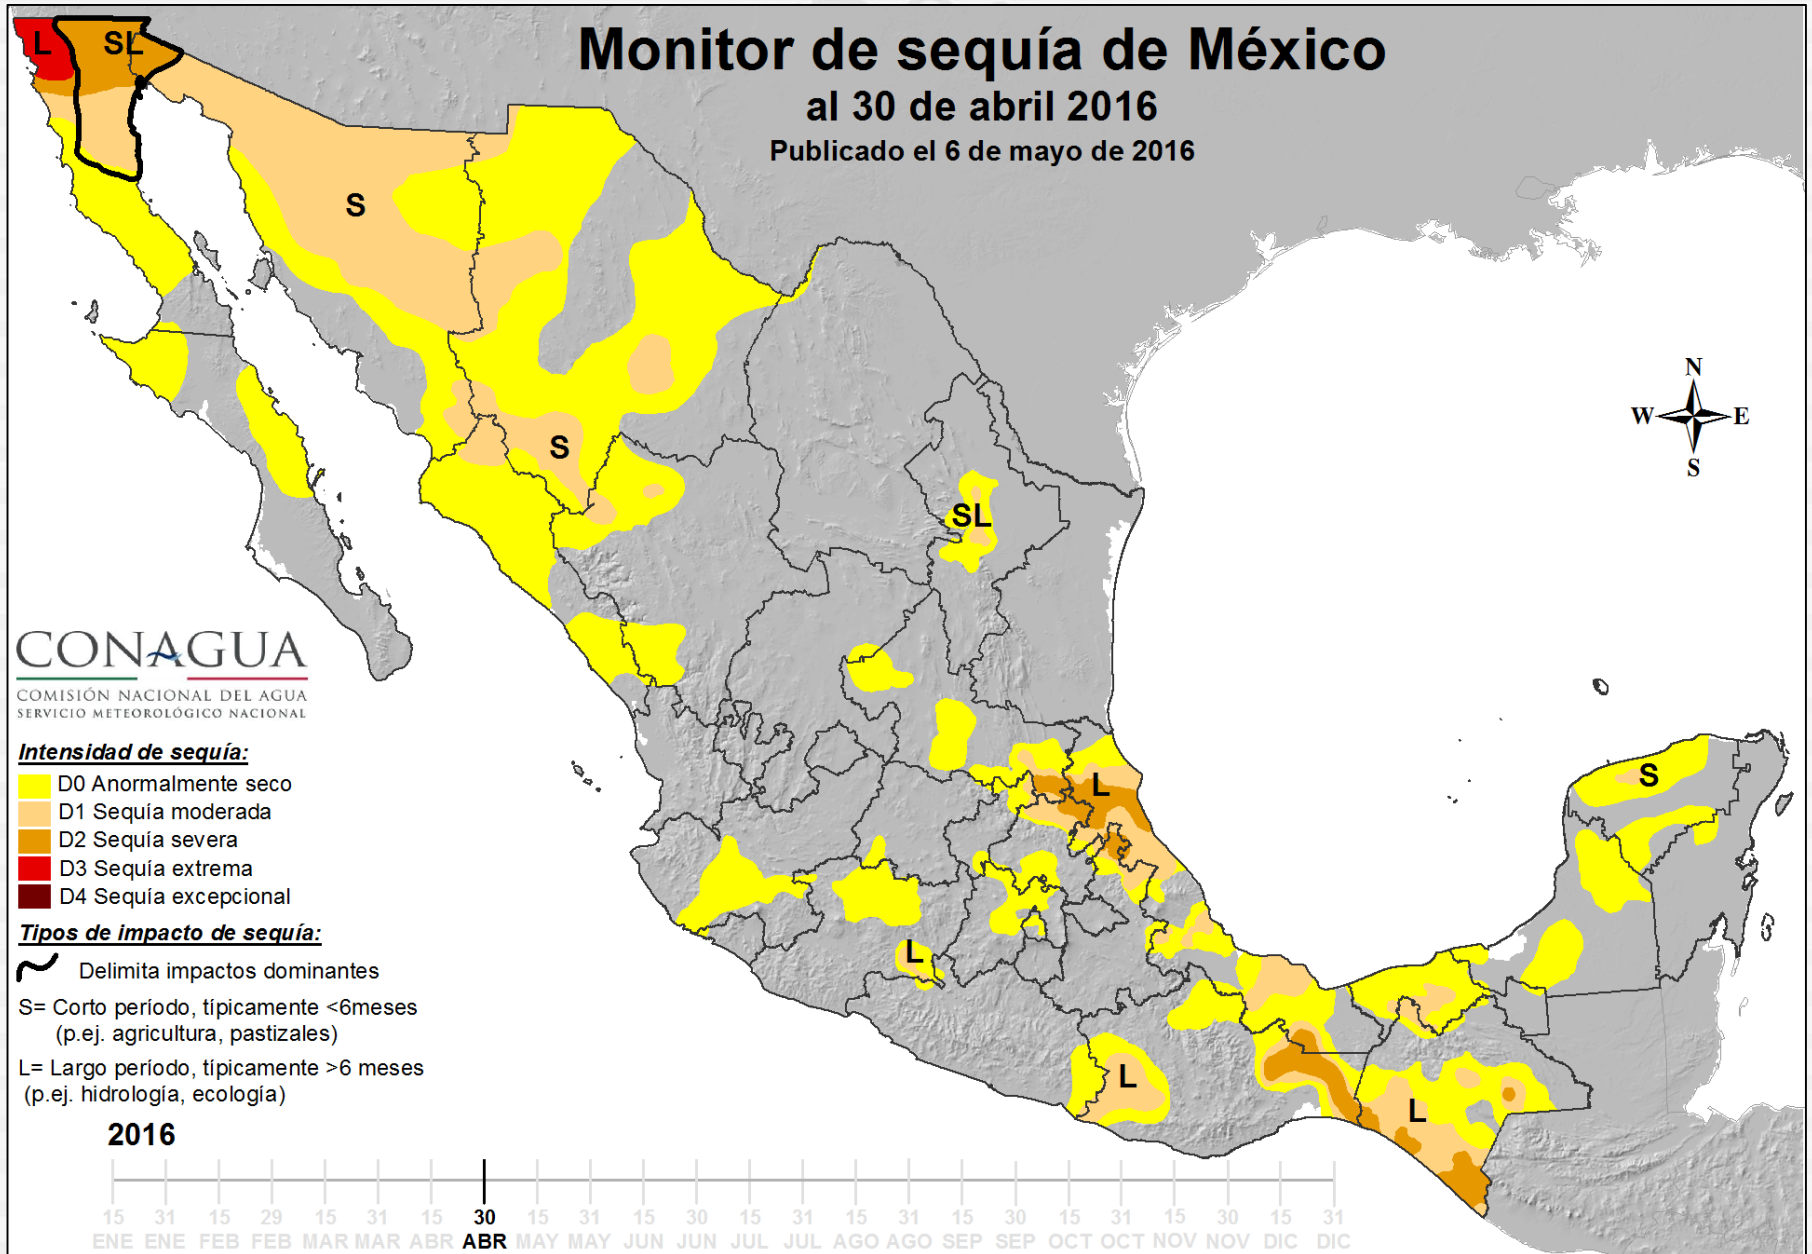 Monitor de sequía de México
al 30 de abril 2016
Publicado el 6 de mayo de 2016
L
SL
S
S
SL
N
W E
S
L
S
L
L
L
CONAGUA
COMISIÓN NACIONAL DEL AGUA
SERVICIO METEOROLÓGICO NACIONAL
Intensidad de sequía:
D0 Anormalmente seco
D1 Sequía moderada
D2 Sequía severa
D3 Sequía extrema
D4 Sequía excepcional
Tipos de impacto de sequía:
Delimita impactos dominantes
S= Corto período, típicamente <6meses
(p.ej. agricultura, pastizales)
L= Largo período, típicamente >6 meses
(p.ej. hidrología, ecología)
2016
15 31 15 29 15 31 15 30 15 31 15 30 15 31 15 31 15 30 15 31 15 30 15 31
ENE ENE FEB FEB MAR MAR ABR ABR MAY MAY JUN JUN JUL JUL AGO AGO SEP SEP OCT OCT NOV NOV DIC DIC